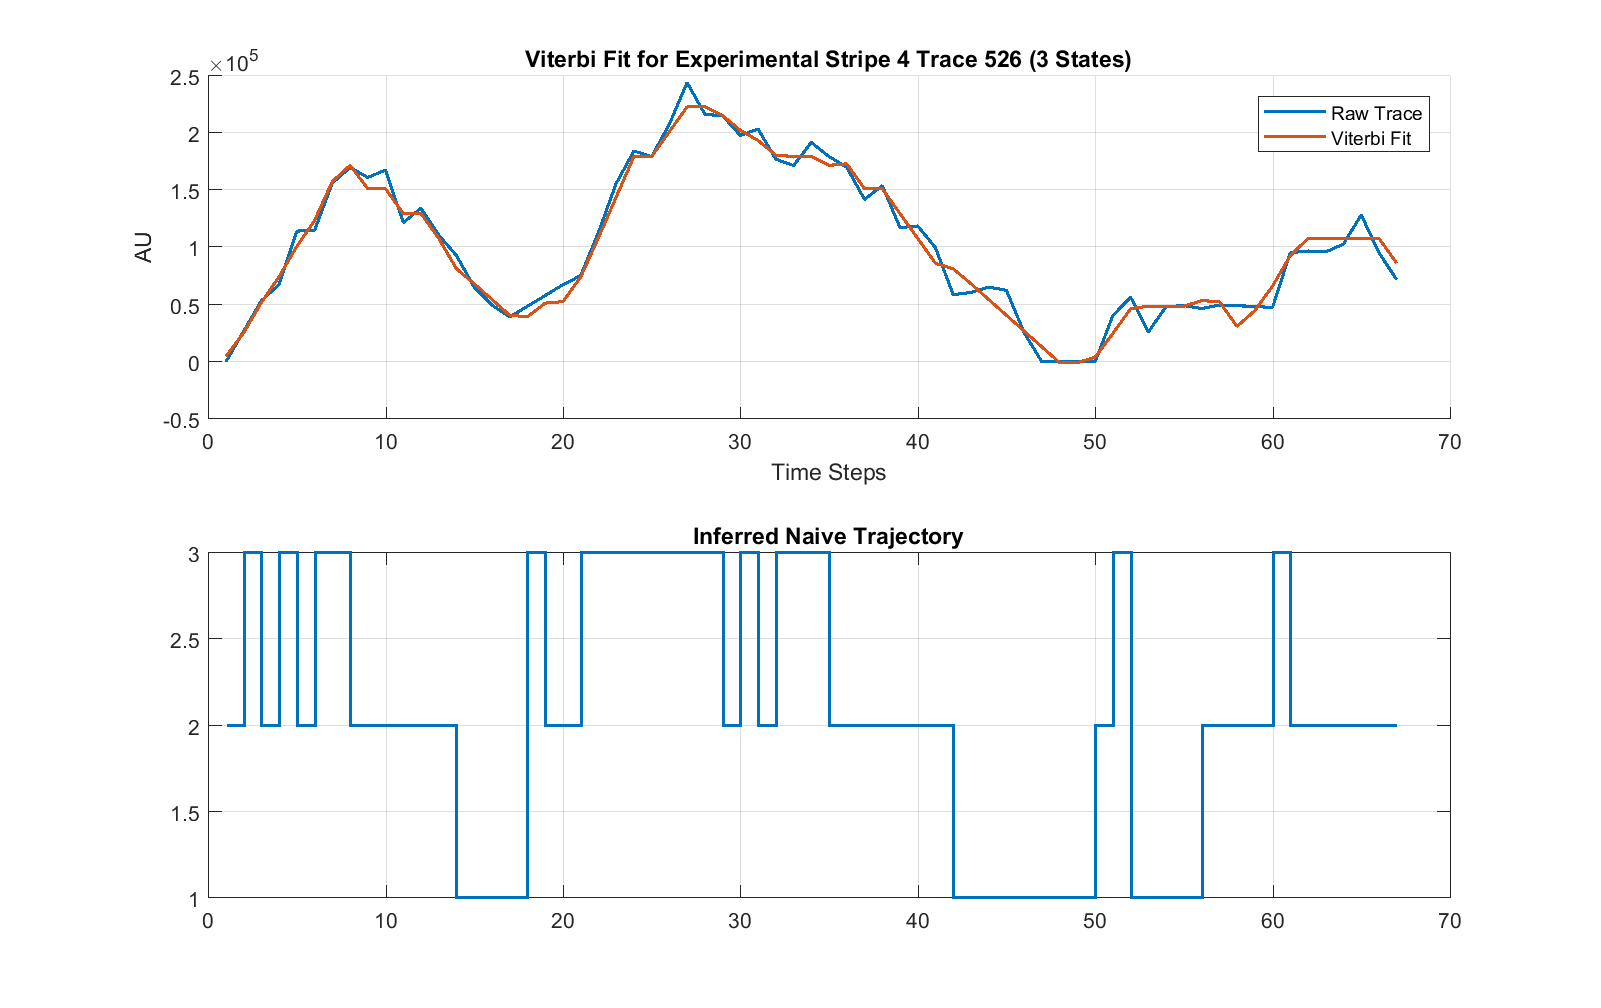 Viterbi Fit for Experimental Stripe 4 Trace 526 (3 States)
×10^5
2.5
2
1.5
1
0.5
0
-0.5
AU
Raw Trace
Viterbi Fit
0 10 20 30 40 50 60 70
Time Steps
Inferred Naive Trajectory
3
2.5
2
1.5
1
0 10 20 30 40 50 60 70